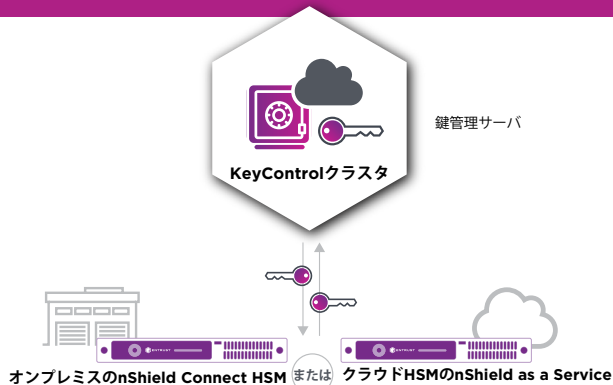 鍵管理サーバ
KeyControlクラスタ
ENTRUST
ENTRUST
オンプレミスのnShield Connect HSM
または
クラウドHSMのnShield as a Service